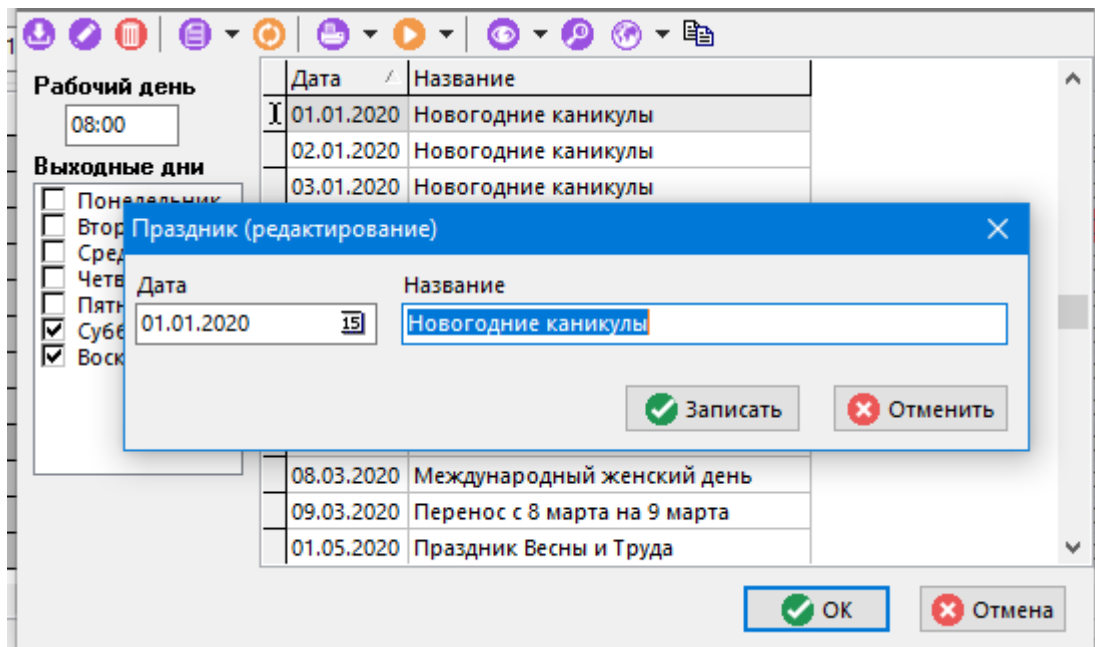 Рабочий день
08:00
Выходные дни
Понедельник
Дата Название
01.01.2020 Новогодние каникулы
02.01.2020 Новогодние каникулы
03.01.2020 Новогодние каникулы
Праздник (редактирование)
Дата Название
01.01.2020 15 Новогодние каникулы
Записать Отменить
08.03.2020 Международный женский день
09.03.2020 Перенос с 8 марта на 9 марта
01.05.2020 Праздник Весны и Труда
OK Отмена